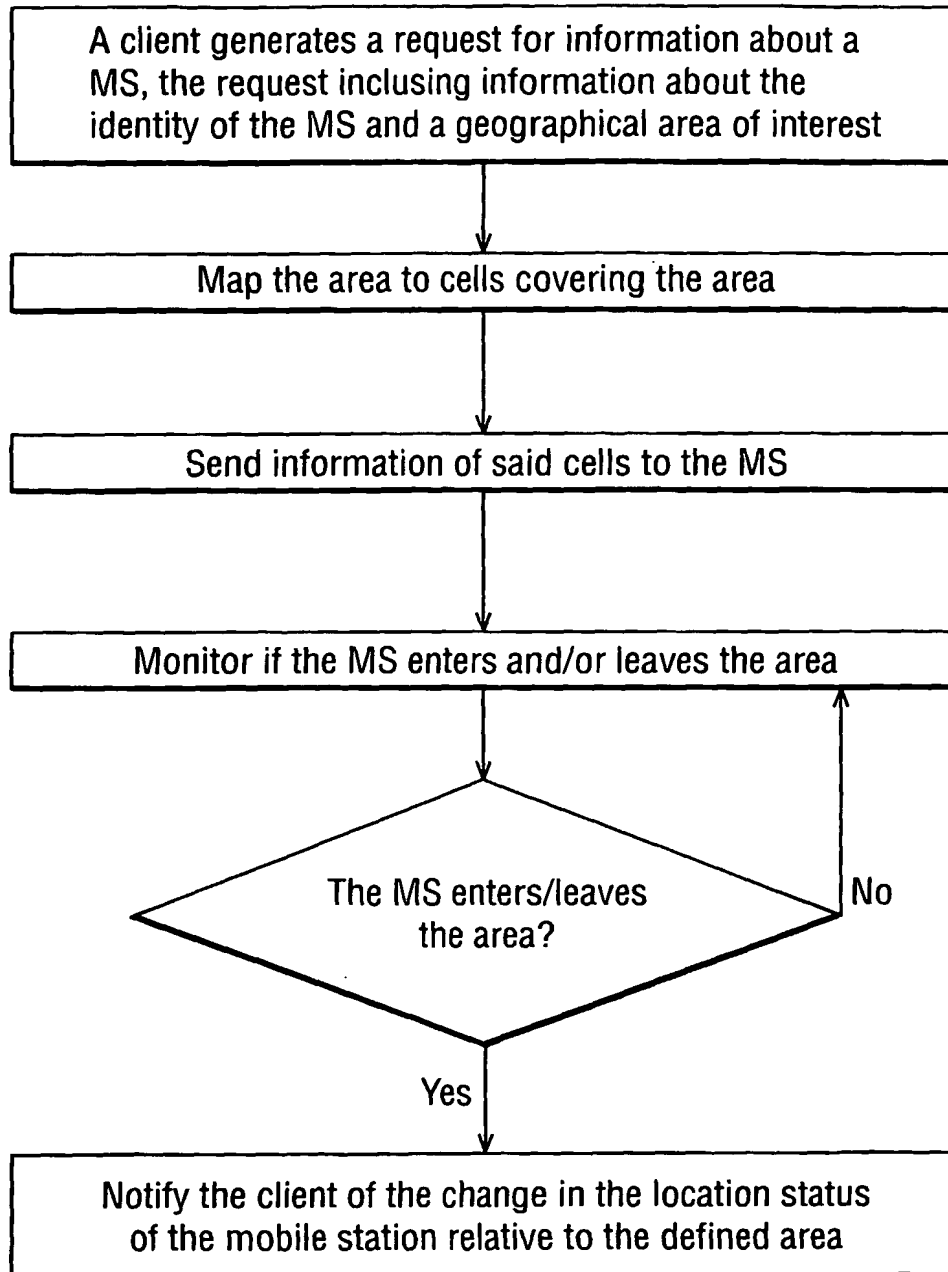 A client generates a request for information about a
MS, the request inclusing information about the
identity of the MS and a geographical area of interest
Map the area to cells covering the area
Send information of said cells to the MS
Monitor if the MS enters and/or leaves the area
The MS enters/leaves
the area?
No
Yes
Notify the client of the change in the location status
of the mobile station relative to the defined area